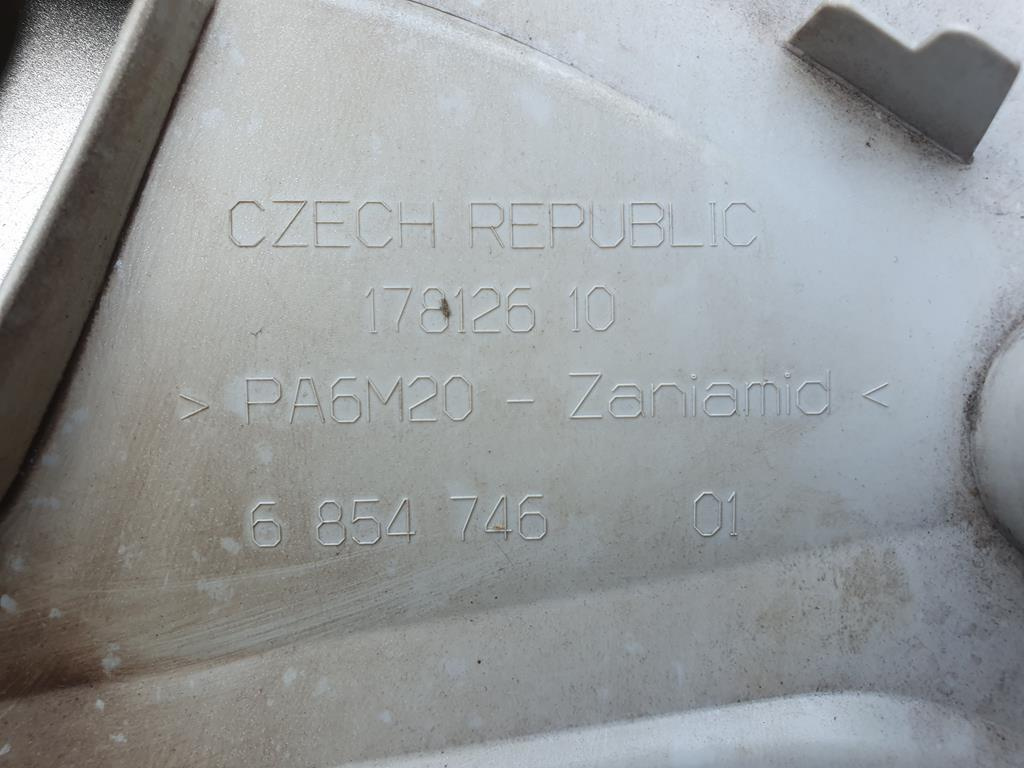 CZECH REPUBLIC
178126 10
> PA6M20 - Zaniamid <
6 854 746 01